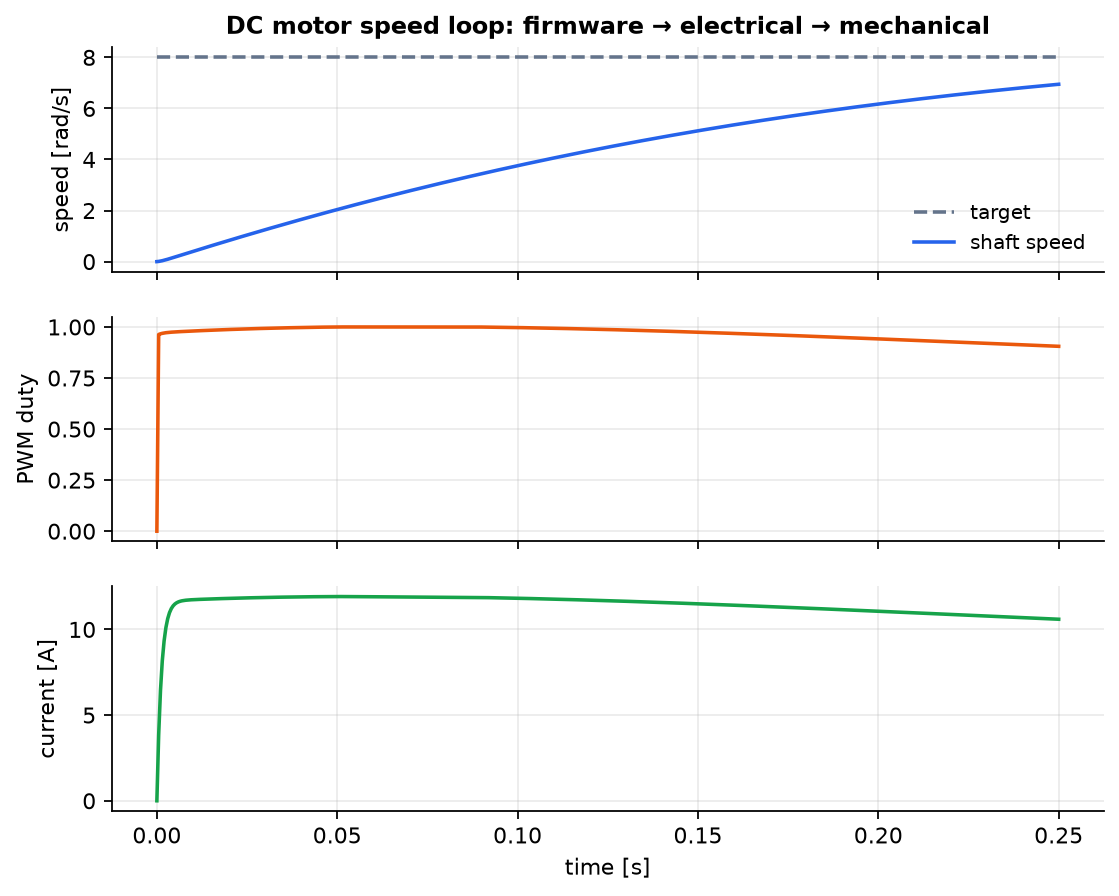 DC motor speed loop: firmware → electrical → mechanical
8
6
4
2
0
speed [rad/s]
target
shaft speed
1.00
0.75
0.50
0.25
0.00
PWM duty
10
5
0
current [A]
0.00 0.05 0.10 0.15 0.20 0.25
time [s]